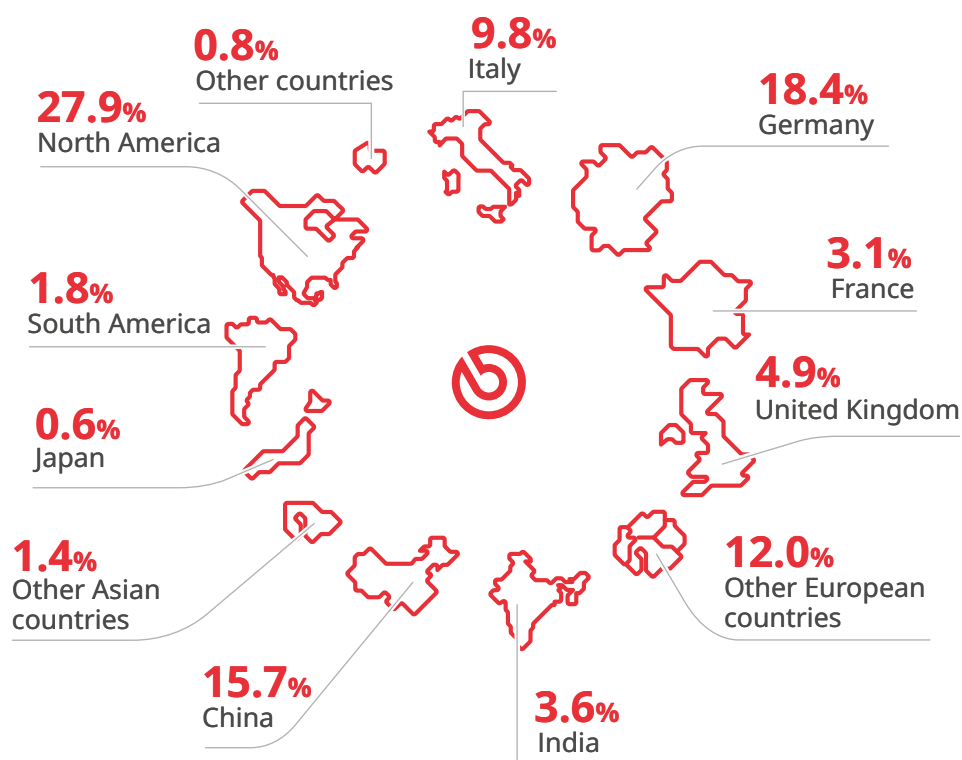 0.8%
Other countries
9.8%
Italy
18.4%
Germany
27.9%
North America
3.1%
France
1.8%
South America
4.9%
United Kingdom
0.6%
Japan
12.0%
Other European
countries
1.4%
Other Asian
countries
15.7%
China
3.6%
India